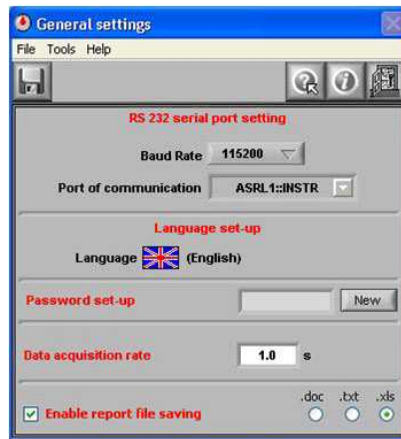 General settings
File Tools Help
RS 232 serial port setting
Baud Rate 115200
Port of communication ASRL1::INSTR
Language set-up
Language (English)
Password set-up New
Data acquisition rate 1.0 s
.doc .txt .xls
Enable report file saving